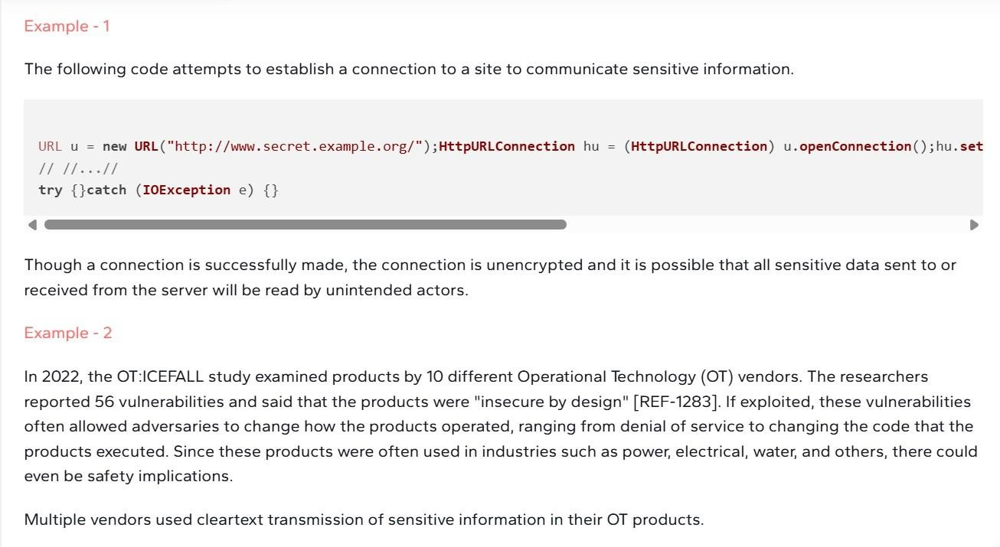 Example - 1
The following code attempts to establish a connection to a site to communicate sensitive information.
URL u = new URL("http://www.secret.example.org/");HttpURLConnection hu = (HttpURLConnection) u.openConnection();hu.set
// //...//
try {}catch (IOException e) {}
Though a connection is successfully made, the connection is unencrypted and it is possible that all sensitive data sent to or
received from the server will be read by unintended actors.
Example - 2
In 2022, the OT:ICEFALL study examined products by 10 different Operational Technology (OT) vendors. The researchers
reported 56 vulnerabilities and said that the products were "insecure by design" [REF-1283]. If exploited, these vulnerabilities
often allowed adversaries to change how the products operated, ranging from denial of service to changing the code that the
products executed. Since these products were often used in industries such as power, electrical, water, and others, there could
even be safety implications.
Multiple vendors used cleartext transmission of sensitive information in their OT products.